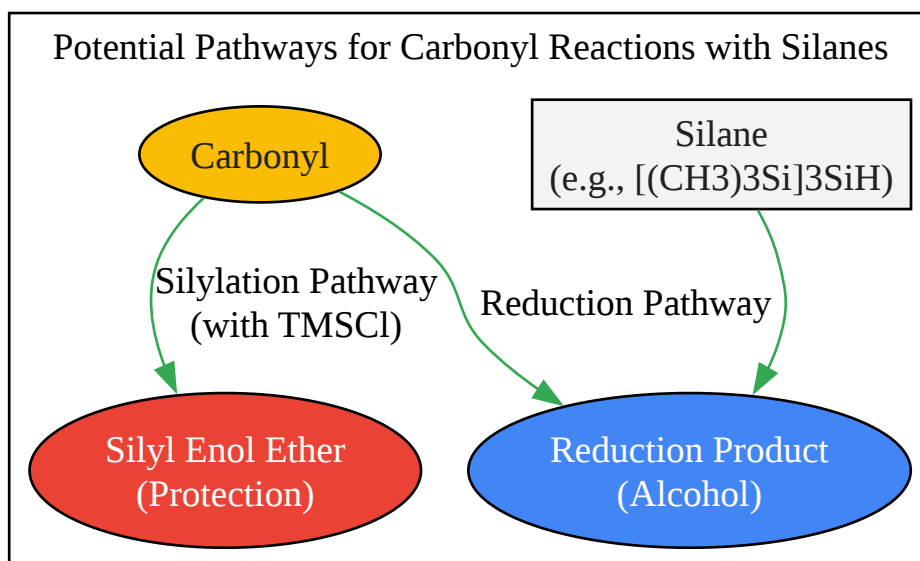 Potential Pathways for Carbonyl Reactions with Silanes
Carbonyl
Silane
(e.g., [(CH3)3Si]3SiH)
Silylation Pathway
(with TMSCl)
Reduction Pathway
Silyl Enol Ether
(Protection)
Reduction Product
(Alcohol)